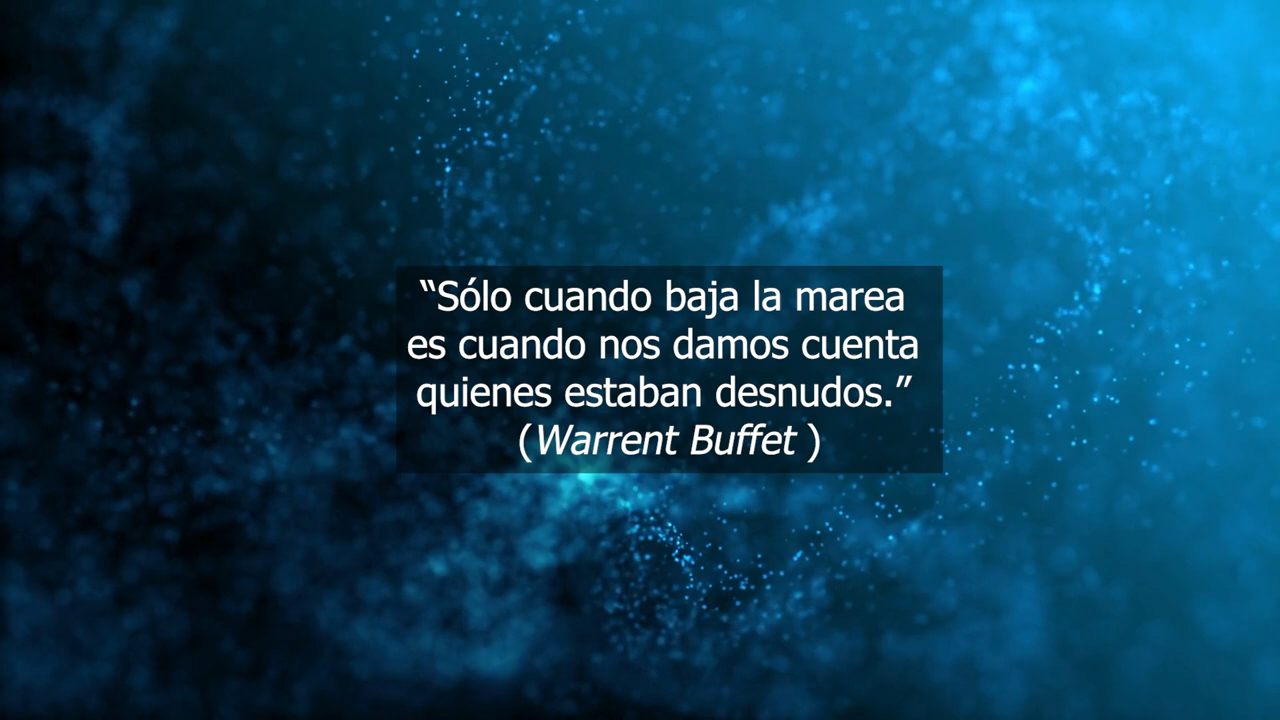 “Sólo cuando baja la marea
es cuando nos damos cuenta
quienes estaban desnudos.”
(Warrent Buffet )